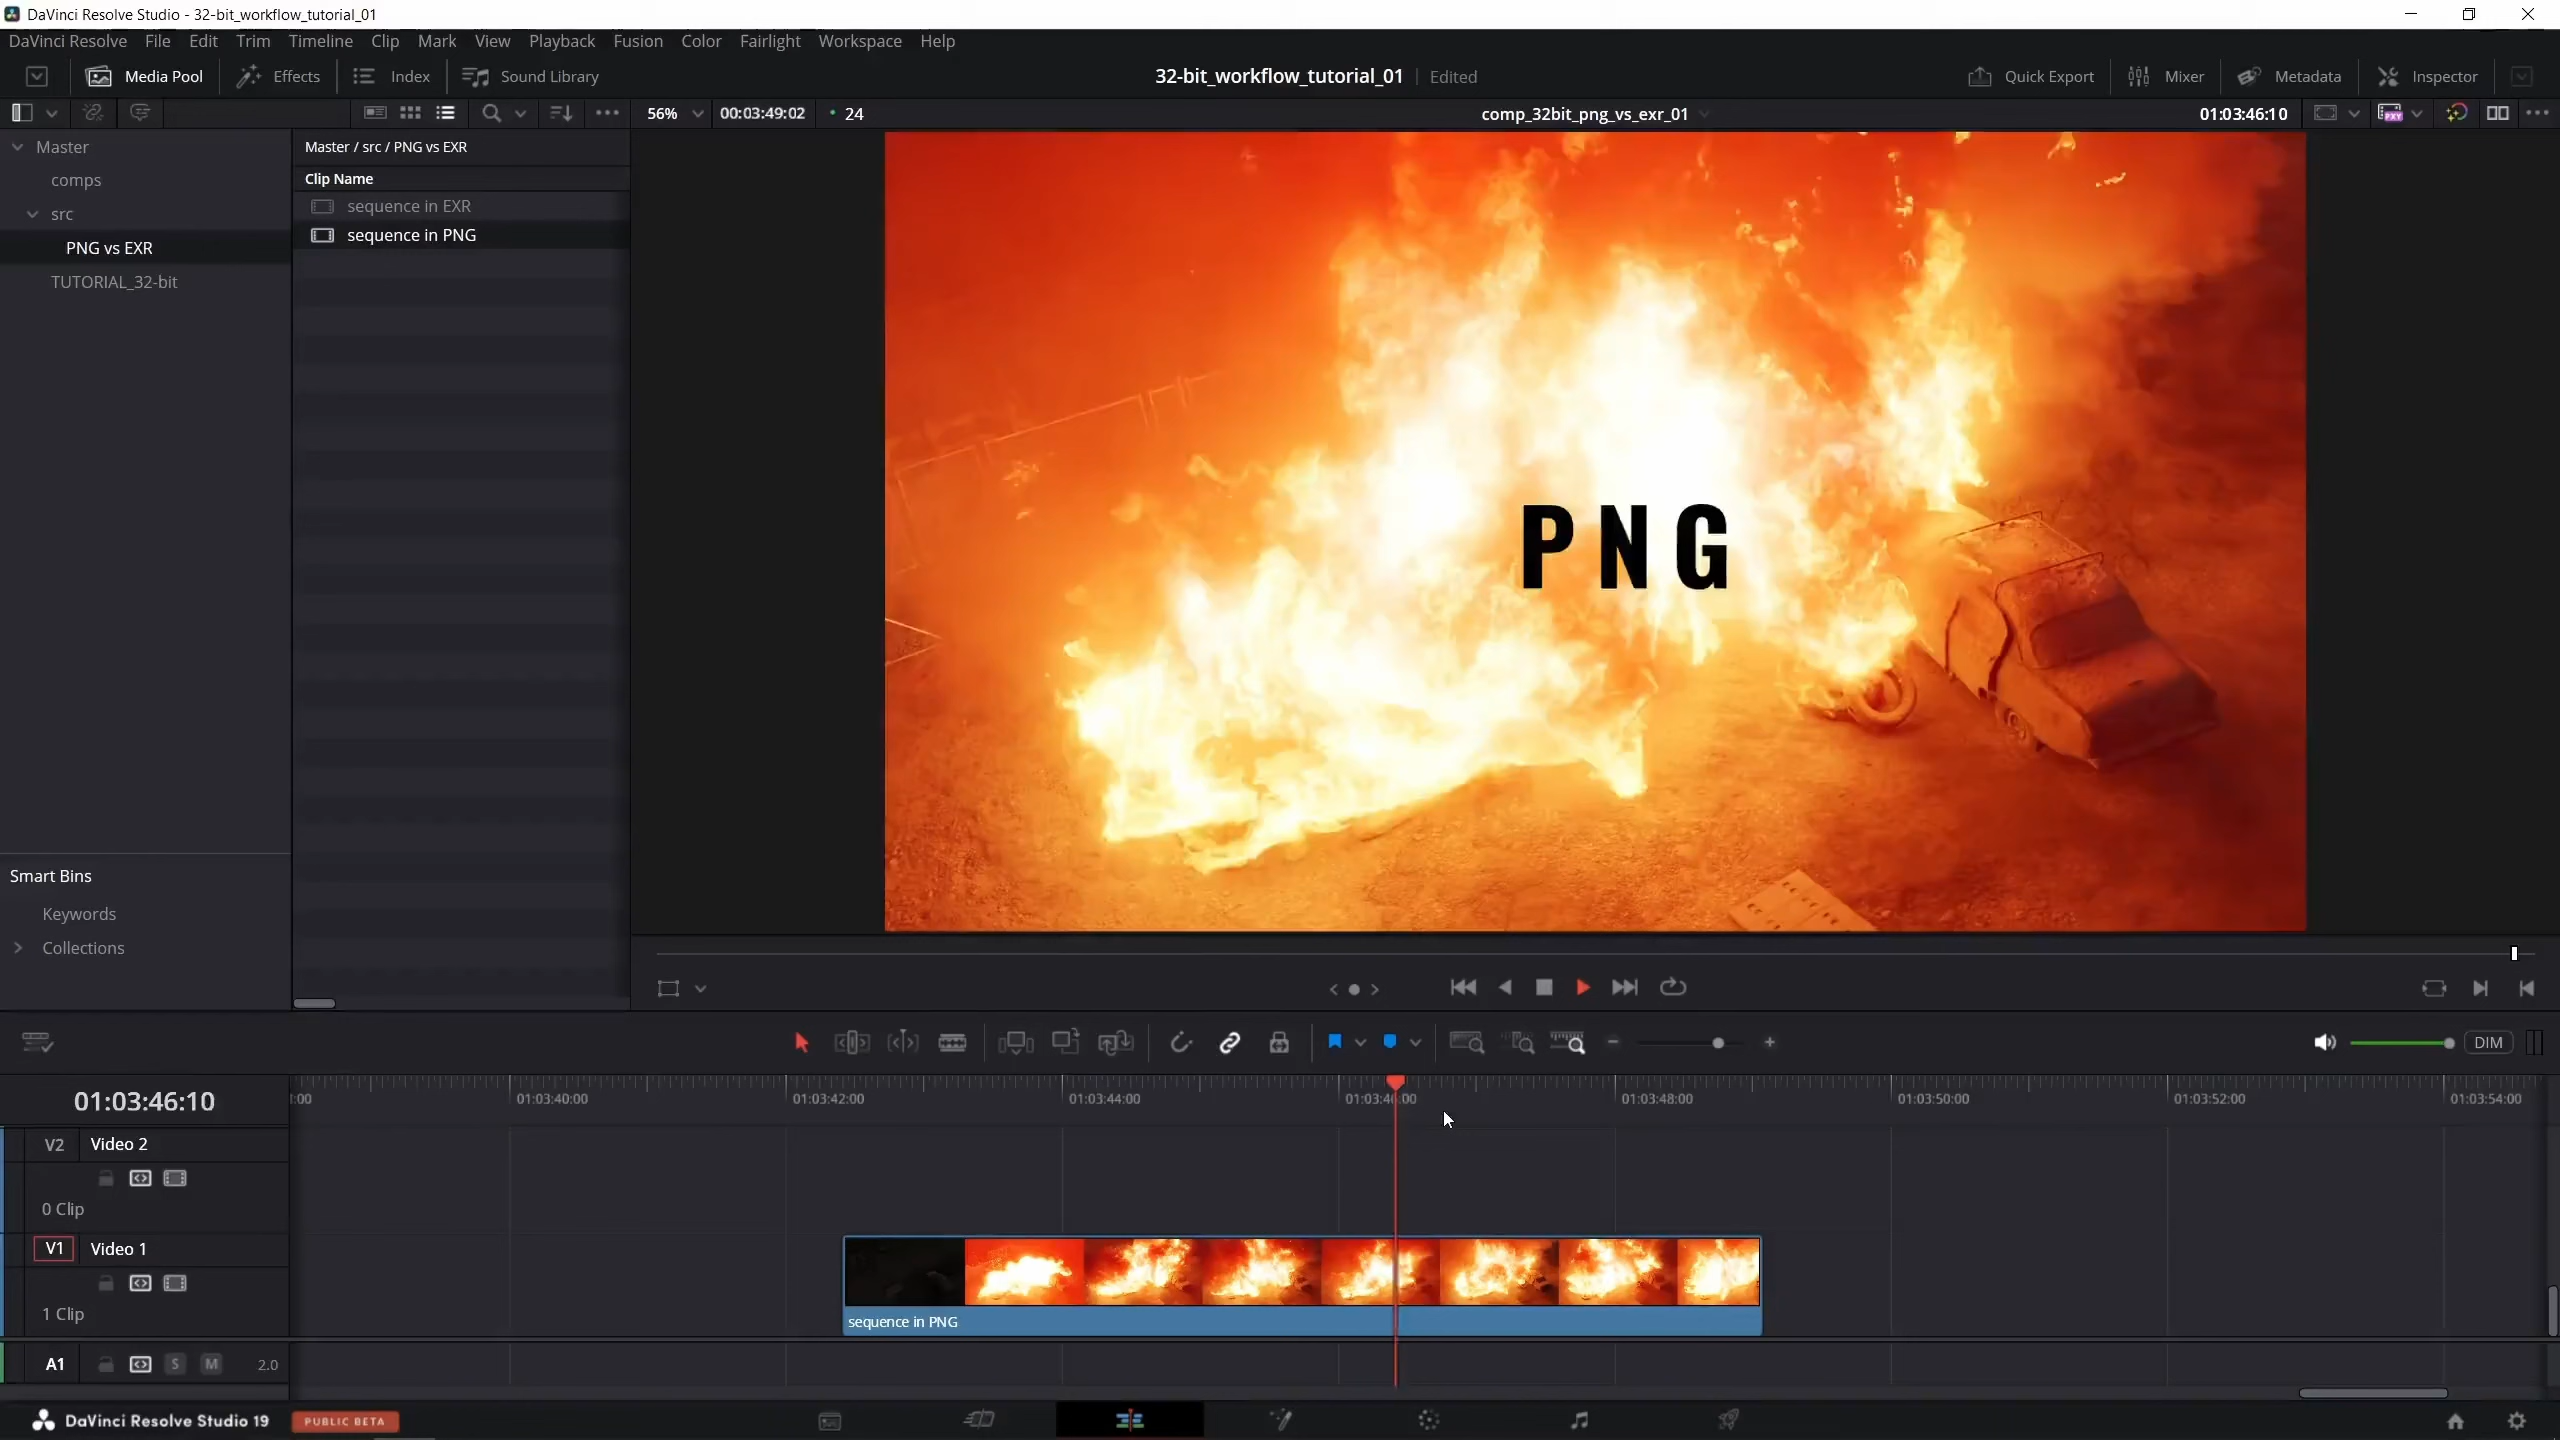 DaVinci Resolve Studio - 32-bit_workflow_tutorial_01
DaVinci Resolve File Edit Trim Timeline Clip Mark View Playback Fusion Color Fairlight Workspace Help
Media Pool Effects Index Sound Library 32-bit_workflow_tutorial_01 Edited Quick Export Mixer Metadata Inspector
56% 00:03:49:02 24 comp_32bit_png_vs_exr_01 01:03:46:10 PXY
Master
comps
src
PNG vs EXR
TUTORIAL_32-bit
Master / src / PNG vs EXR
Clip Name
sequence in EXR
sequence in PNG
PNG
Smart Bins
Keywords
Collections
DIM
01:03:46:10
:00 01:03:40:00 01:03:42:00 01:03:44:00 01:03:46:00 01:03:48:00 01:03:50:00 01:03:52:00 01:03:54:00
V2 Video 2
0 Clip
V1 Video 1
1 Clip
sequence in PNG
A1 S M 2.0
DaVinci Resolve Studio 19 PUBLIC BETA